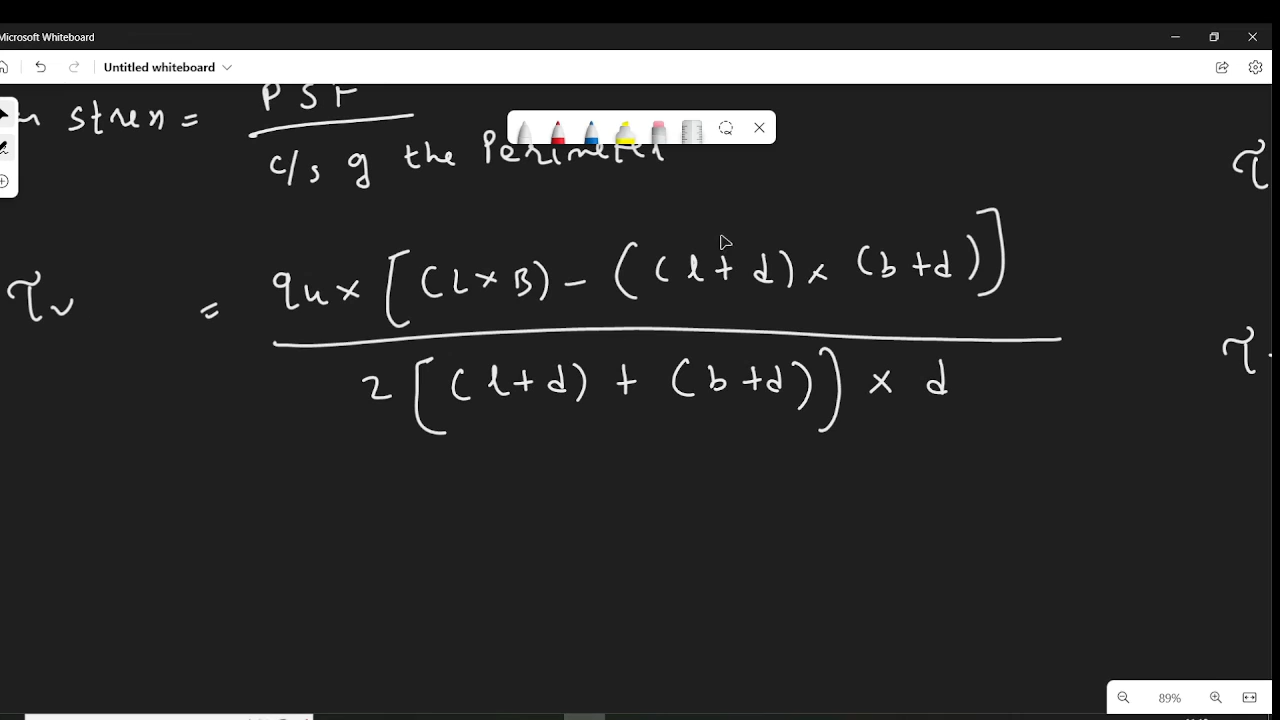 Microsoft Whiteboard
Untitled whiteboard
stress = PSF
c/s of the Perimeter
τv = qu × [(L × B) - ((l + d) × (b + d))]
2 [(l + d) + (b + d))] × d
τ
τ
89%